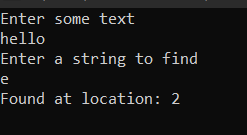 Enter some text
hello
Enter a string to find
e
Found at location: 2